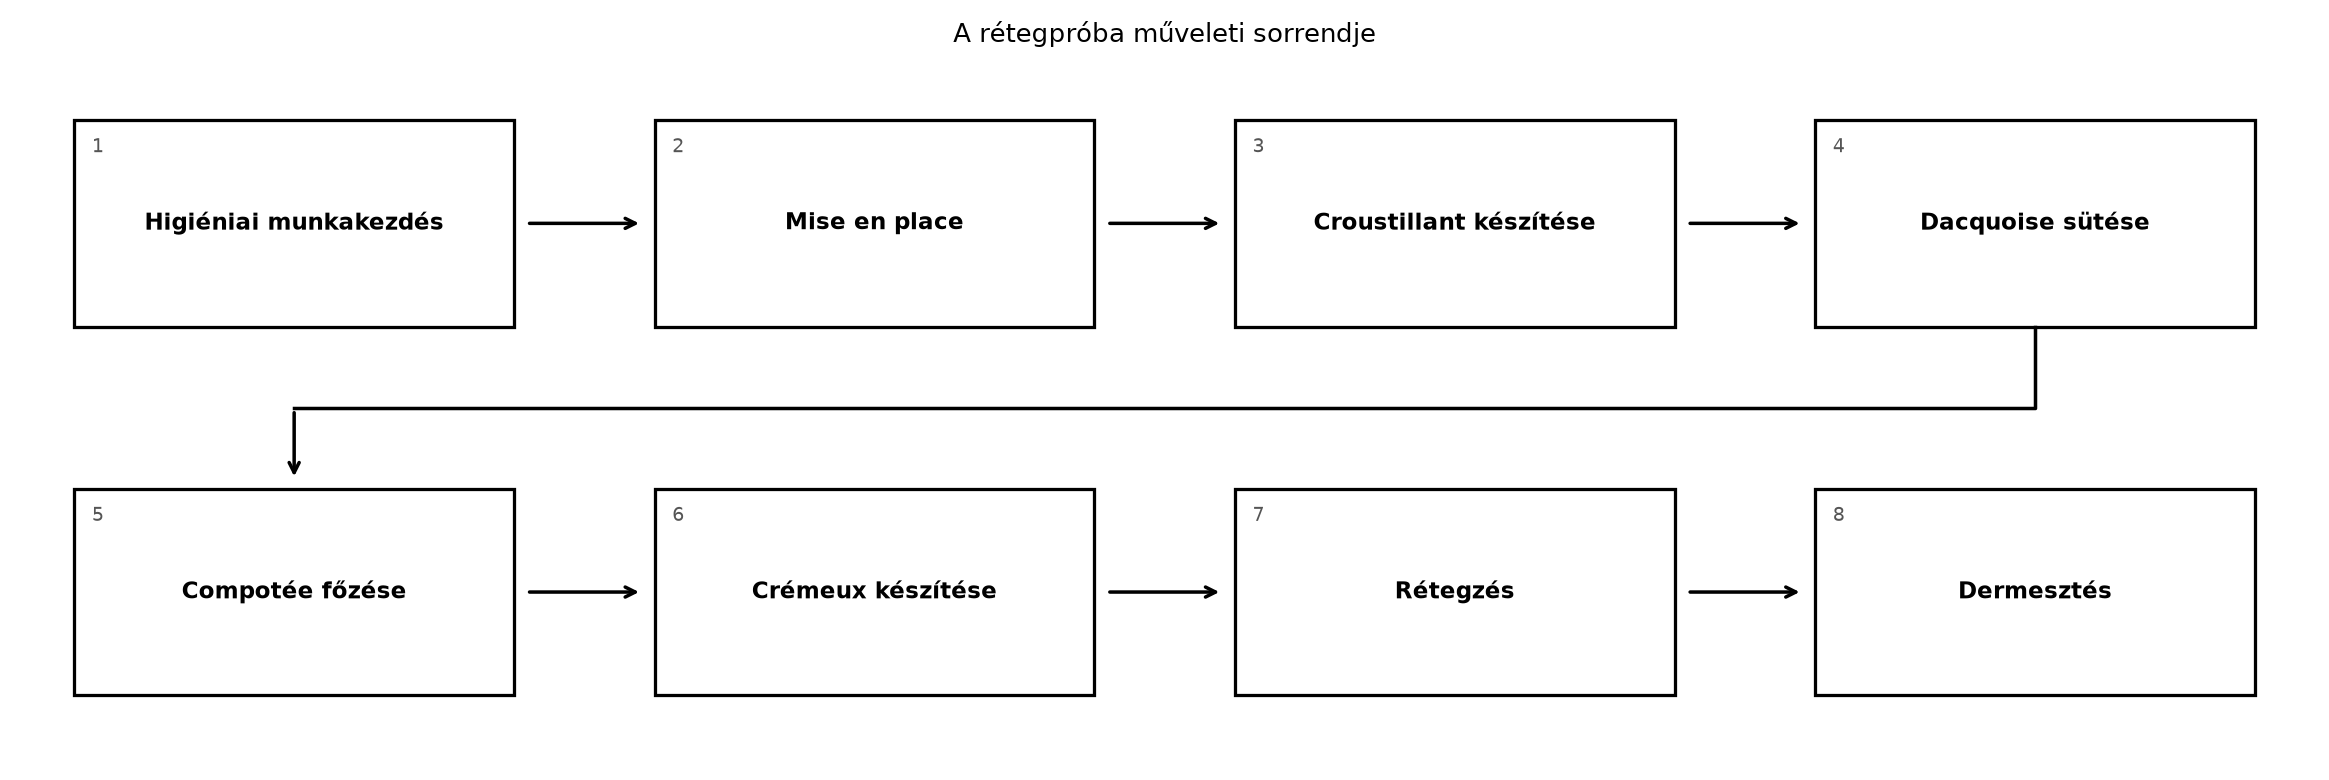 A rétegpróba műveleti sorrendje
1
Higiéniai munkakezdés
2
Mise en place
3
Croustillant készítése
4
Dacquoise sütése
5
Compotée főzése
6
Crémeux készítése
7
Rétegzés
8
Dermesztés